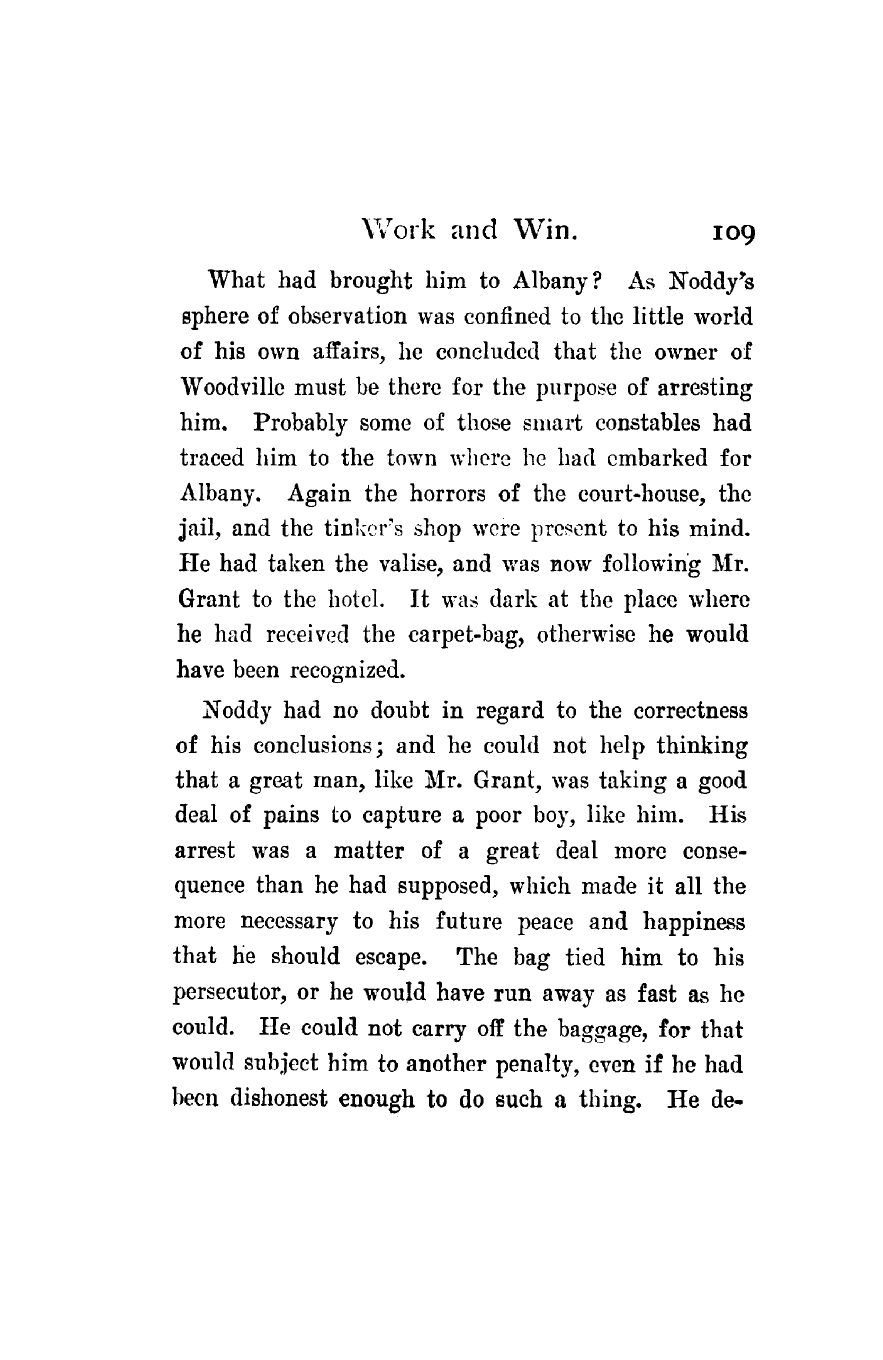 Work and Win. 109
What had brought him to Albany? As Noddy's
sphere of observation was confined to the little world
of his own affairs, he concluded that the owner of
Woodville must be there for the purpose of arresting
him. Probably some of those smart constables had
traced him to the town where he had embarked for
Albany. Again the horrors of the court-house, the
jail, and the tinker's shop were present to his mind.
He had taken the valise, and was now following Mr.
Grant to the hotel. It was dark at the place where
he had received the carpet-bag, otherwise he would
have been recognized.
Noddy had no doubt in regard to the correctness
of his conclusions; and he could not help thinking
that a great man, like Mr. Grant, was taking a good
deal of pains to capture a poor boy, like him. His
arrest was a matter of a great deal more conse-
quence than he had supposed, which made it all the
more necessary to his future peace and happiness
that he should escape. The bag tied him to his
persecutor, or he would have run away as fast as he
could. He could not carry off the baggage, for that
would subject him to another penalty, even if he had
been dishonest enough to do such a thing. He de-